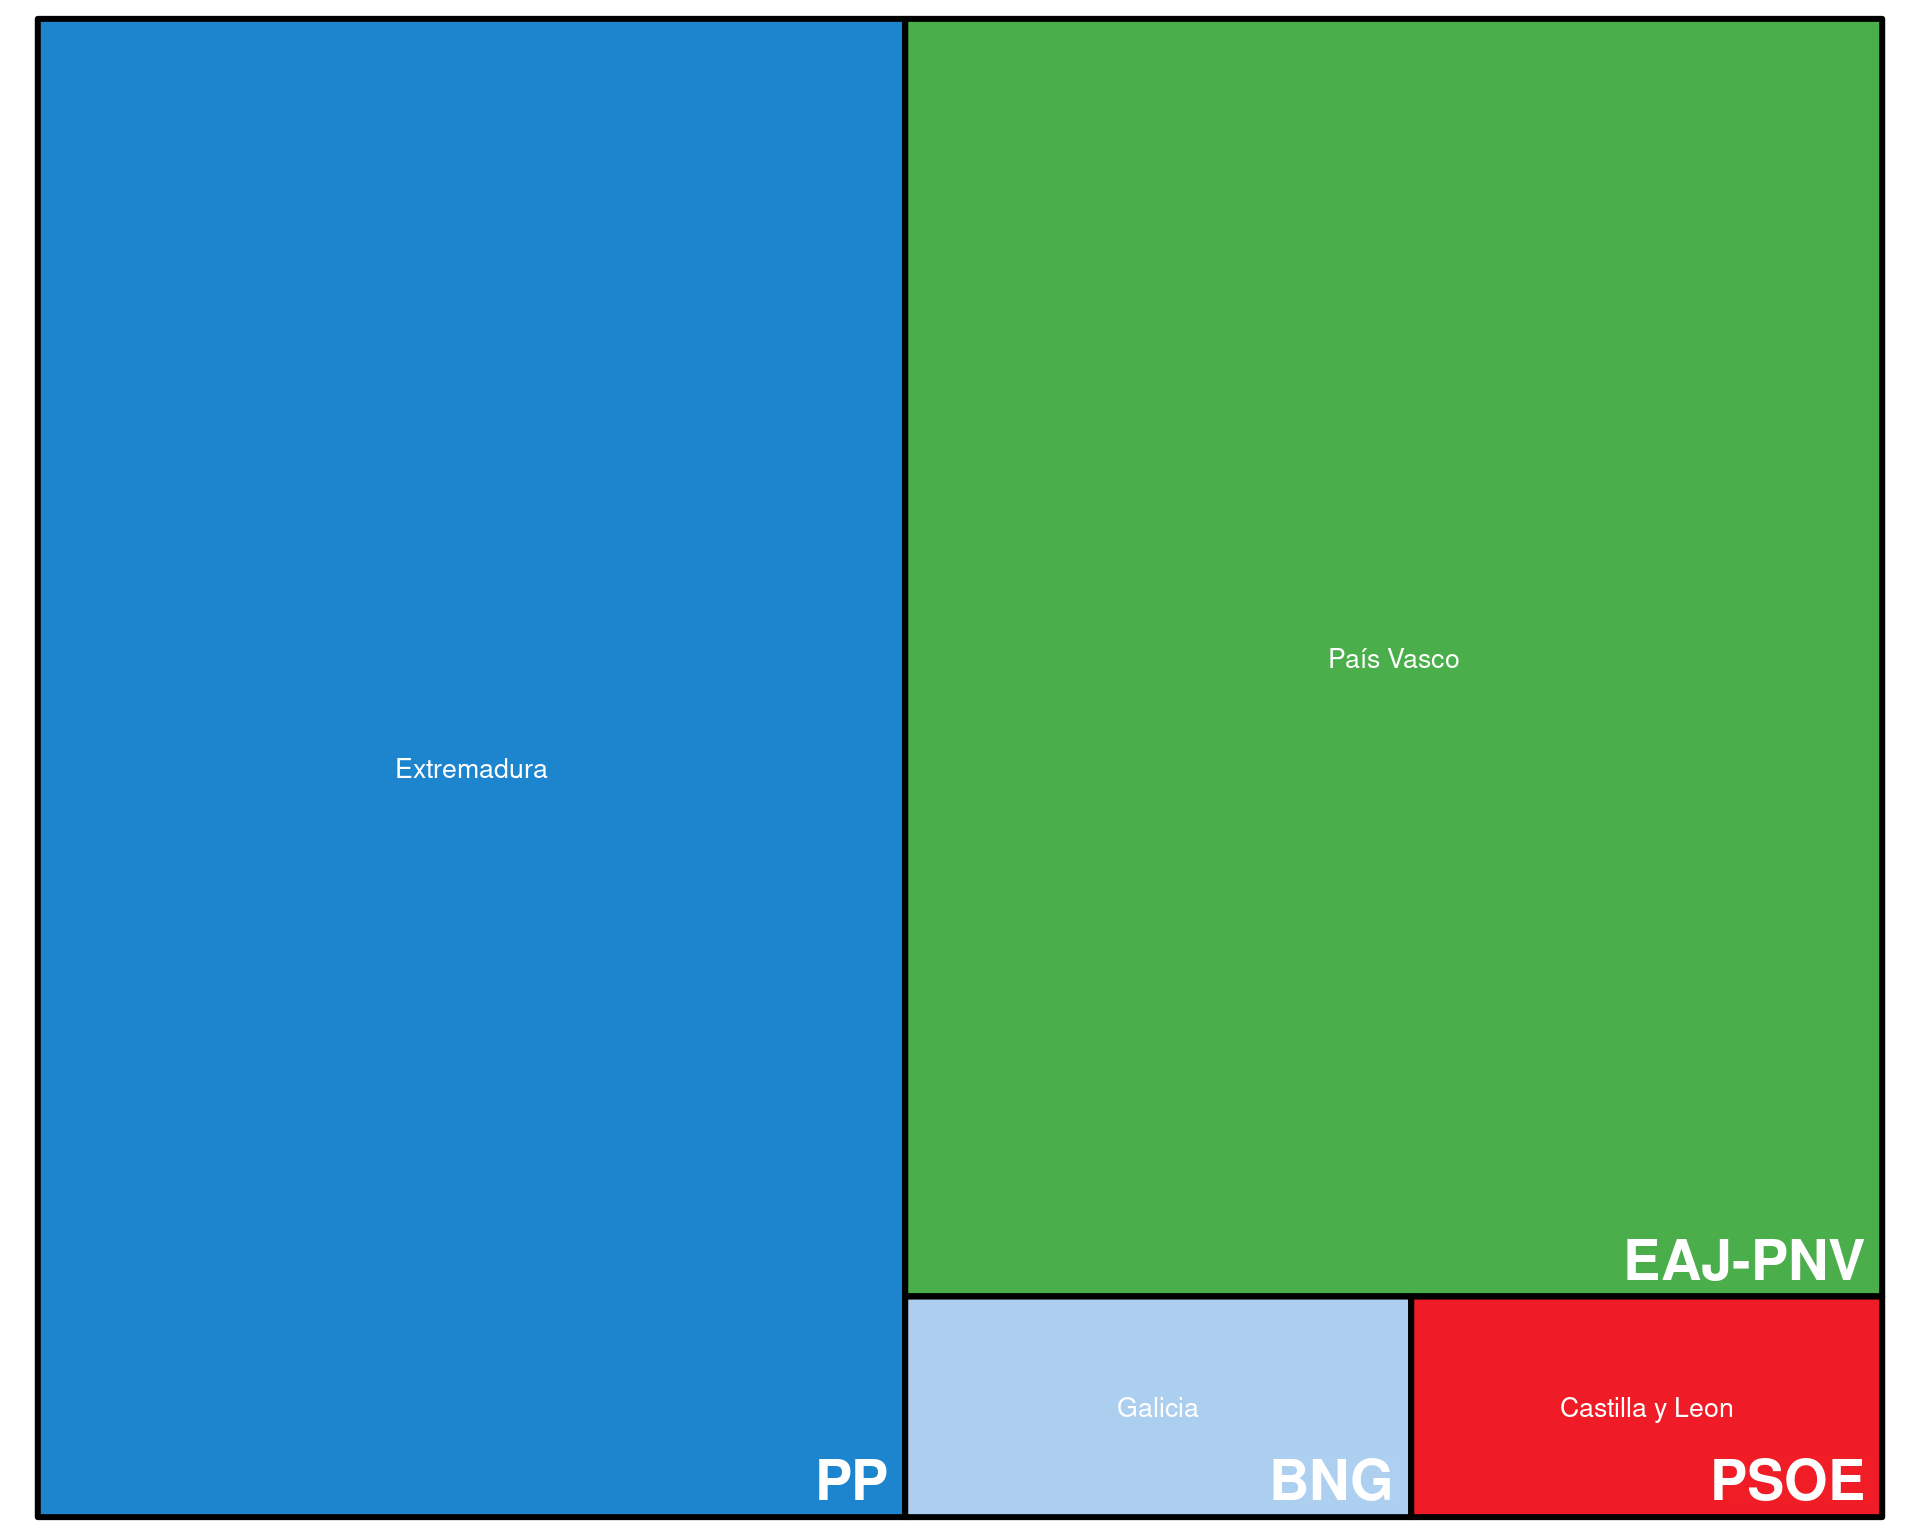 Extremadura
PP
País Vasco
EAJ-PNV
Galicia
BNG
Castilla y Leon
PSOE